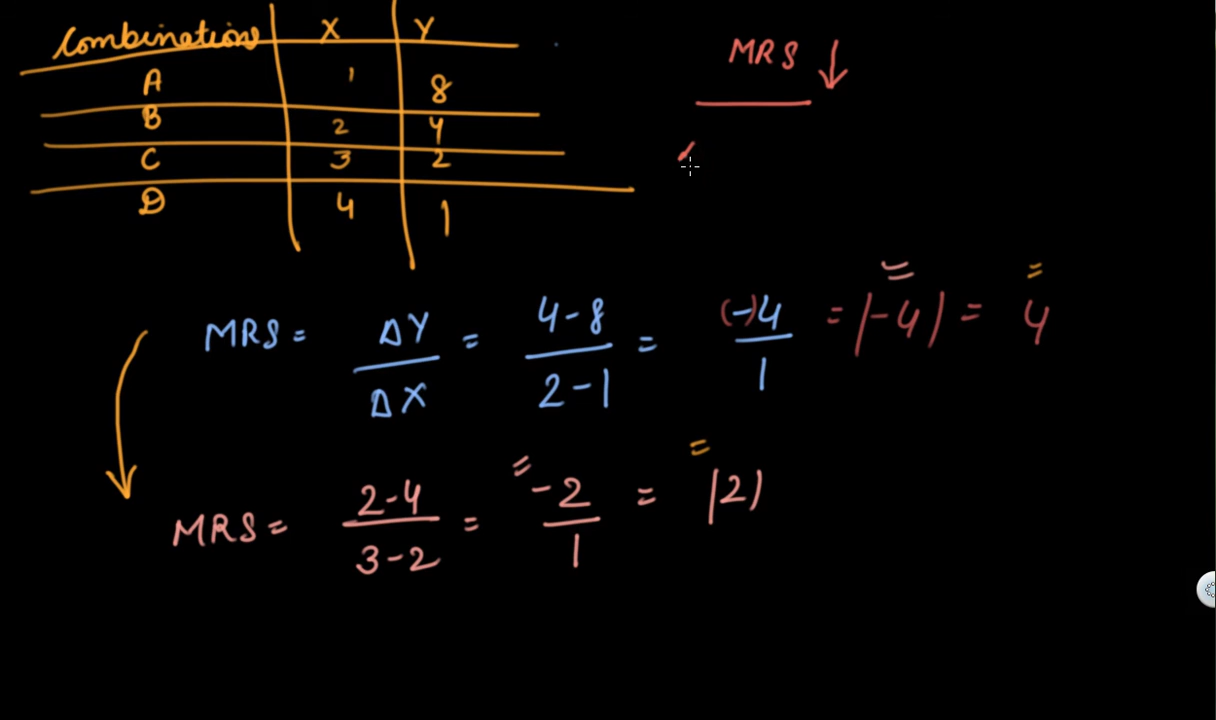 Combinations X Y
A 1 8
B 2 4
C 3 2
D 4 1
MRS ↓
MRS = ΔY/ΔX = 4-8/2-1 = (-)4/1 = |-4| = 4
MRS = 2-4/3-2 = -2/1 = |2|